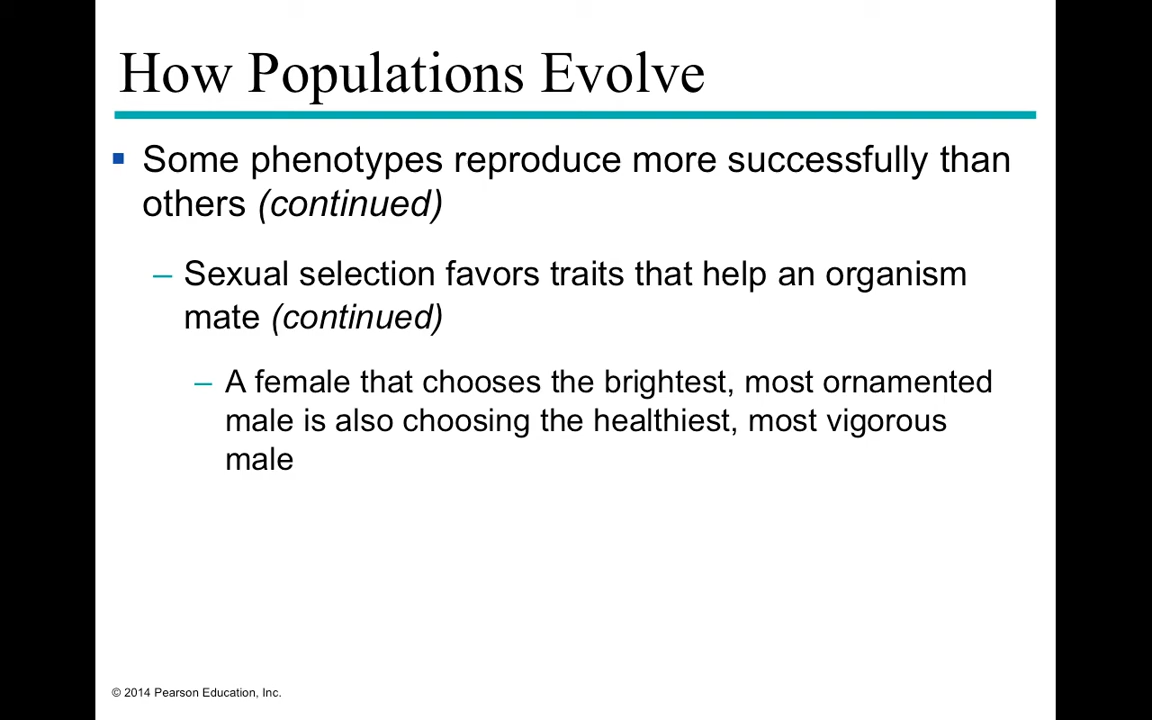 How Populations Evolve
▪ Some phenotypes reproduce more successfully than
others (continued)
– Sexual selection favors traits that help an organism
mate (continued)
– A female that chooses the brightest, most ornamented
male is also choosing the healthiest, most vigorous
male
© 2014 Pearson Education, Inc.